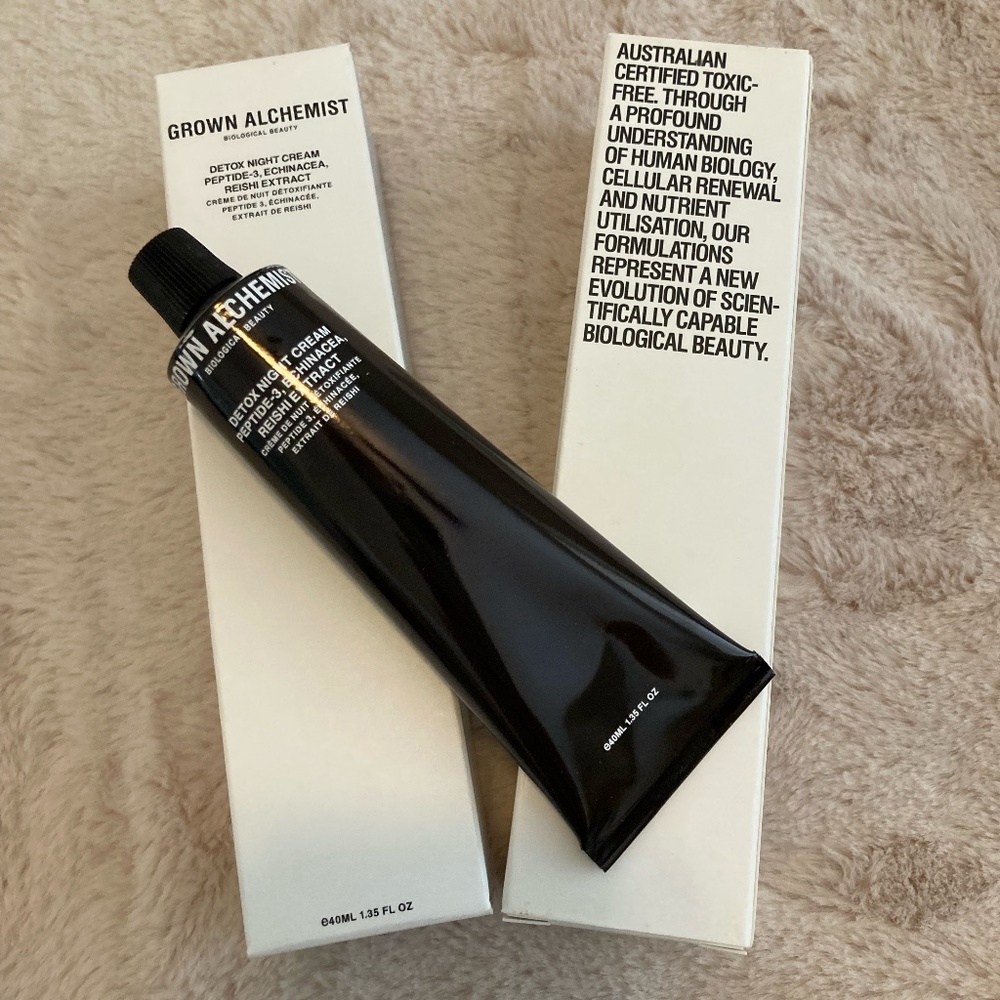 GROWN ALCHEMIST
BIOLOGICAL BEAUTY
DETOX NIGHT CREAM
PEPTIDE-3, ECHINACEA,
REISHI EXTRACT
CRÈME DE NUIT DÉTOXIFIANTE
PEPTIDE 3, ÉCHINACÉE,
EXTRAIT DE REISHI
℮40ML 1.35 FL OZ
OWN ALCHEMIST
BIOLOGICAL BEAUTY
DETOX NIGHT CREAM
PEPTIDE-3, ECHINACEA,
REISHI EXTRACT
CRÈME DE NUIT DÉTOXIFIANTE
PEPTIDE 3, ÉCHINACÉE,
EXTRAIT DE REISHI
℮40ML 1.35 FL OZ
AUSTRALIAN
CERTIFIED TOXIC-
FREE. THROUGH
A PROFOUND
UNDERSTANDING
OF HUMAN BIOLOGY,
CELLULAR RENEWAL
AND NUTRIENT
UTILISATION, OUR
FORMULATIONS
REPRESENT A NEW
EVOLUTION OF SCIEN-
TIFICALLY CAPABLE
BIOLOGICAL BEAUTY.